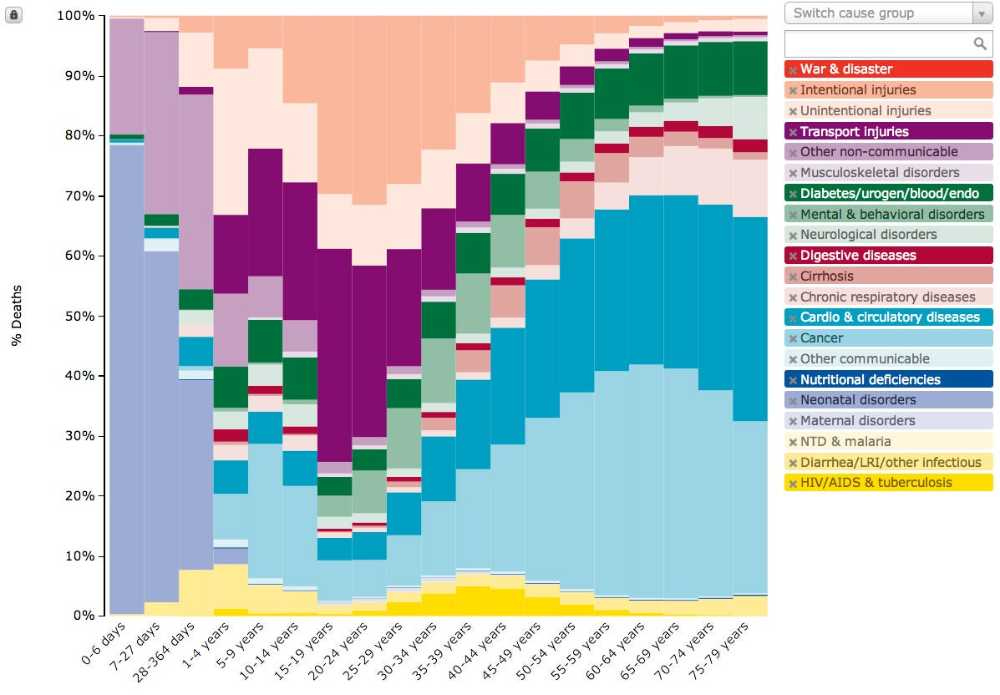 100%
90%
80%
70%
60%
50%
40%
30%
20%
10%
0%
% Deaths
0-6 days
7-27 days
28-364 days
1-4 years
5-9 years
10-14 years
15-19 years
20-24 years
25-29 years
30-34 years
35-39 years
40-44 years
45-49 years
50-54 years
55-59 years
60-64 years
65-69 years
70-74 years
75-79 years
Switch cause group
War & disaster
Intentional injuries
Unintentional injuries
Transport injuries
Other non-communicable
Musculoskeletal disorders
Diabetes/urogen/blood/endo
Mental & behavioral disorders
Neurological disorders
Digestive diseases
Cirrhosis
Chronic respiratory diseases
Cardio & circulatory diseases
Cancer
Other communicable
Nutritional deficiencies
Neonatal disorders
Maternal disorders
NTD & malaria
Diarrhea/LRI/other infectious
HIV/AIDS & tuberculosis